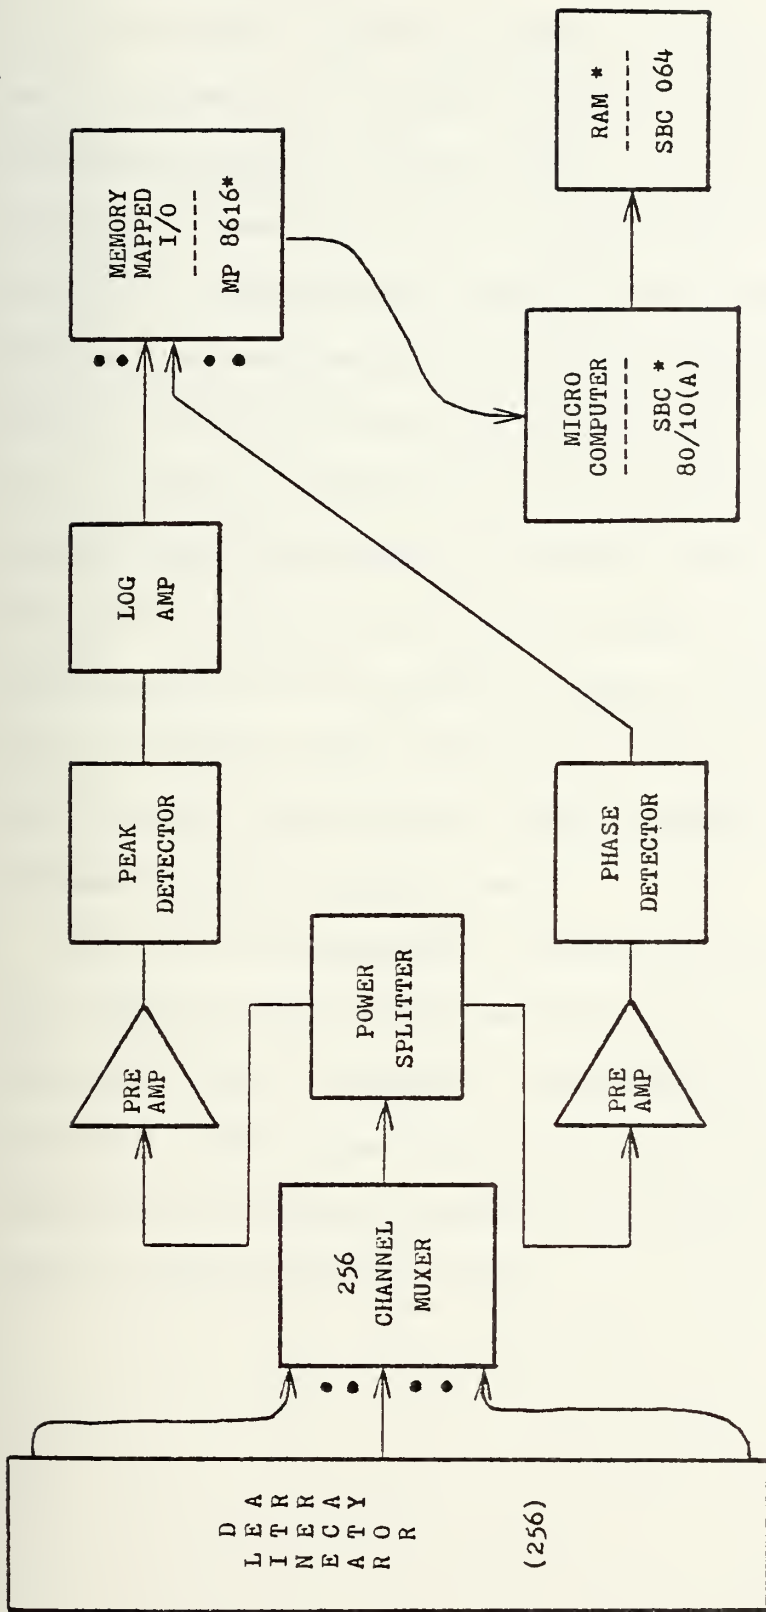 LINEAR
DETECTOR
ARRAY
(256)
256
CHANNEL
MUXER
POWER
SPLITTER
PRE
AMP
PEAK
DETECTOR
LOG
AMP
MEMORY
MAPPED
I/O
-------
MP 8616*
PRE
AMP
PHASE
DETECTOR
MICRO
COMPUTER
---------
SBC *
80/10(A)
RAM *
-------
SBC 064